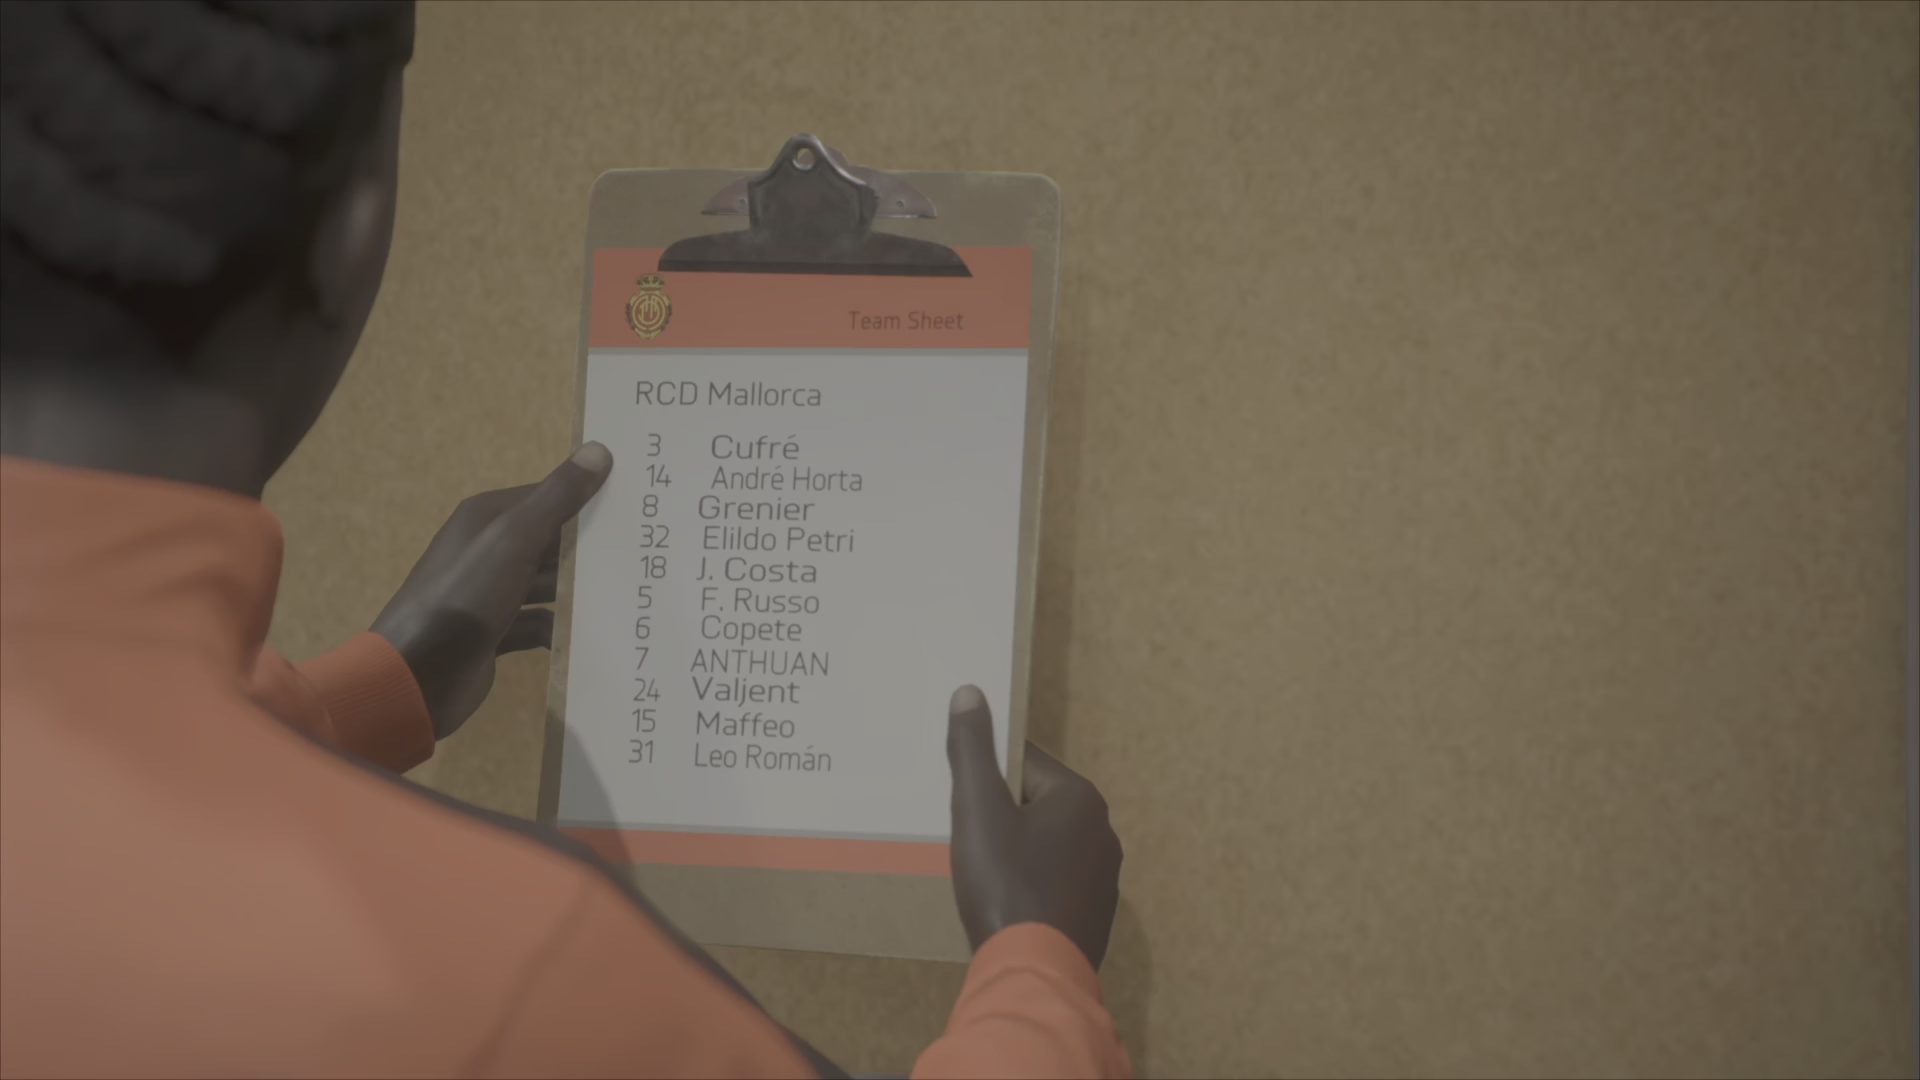 Team Sheet
RCD Mallorca
3 Cufré
14 André Horta
8 Grenier
32 Elildo Petri
18 J. Costa
5 F. Russo
6 Copete
7 ANTHUAN
24 Valjent
15 Maffeo
31 Leo Román